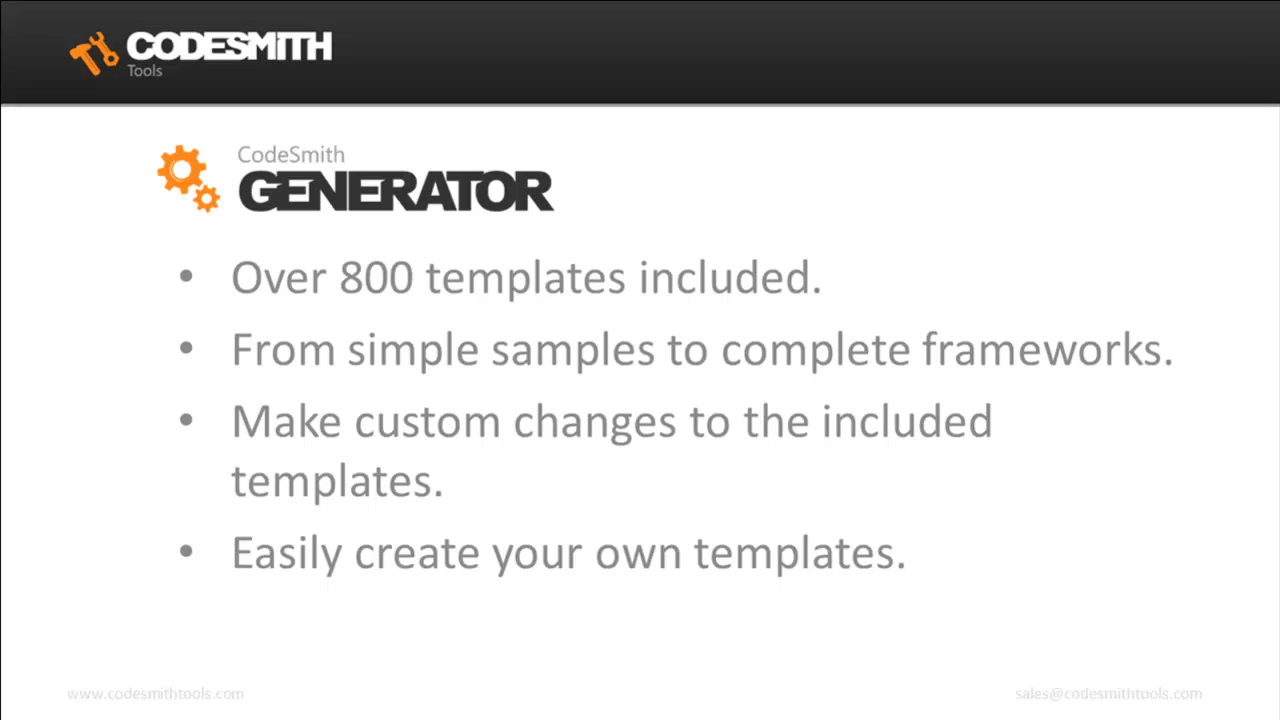 CODESMITH
Tools
CodeSmith
GENERATOR
• Over 800 templates included.
• From simple samples to complete frameworks.
• Make custom changes to the included
templates.
• Easily create your own templates.
www.codesmithtools.com
sales@codesmithtools.com